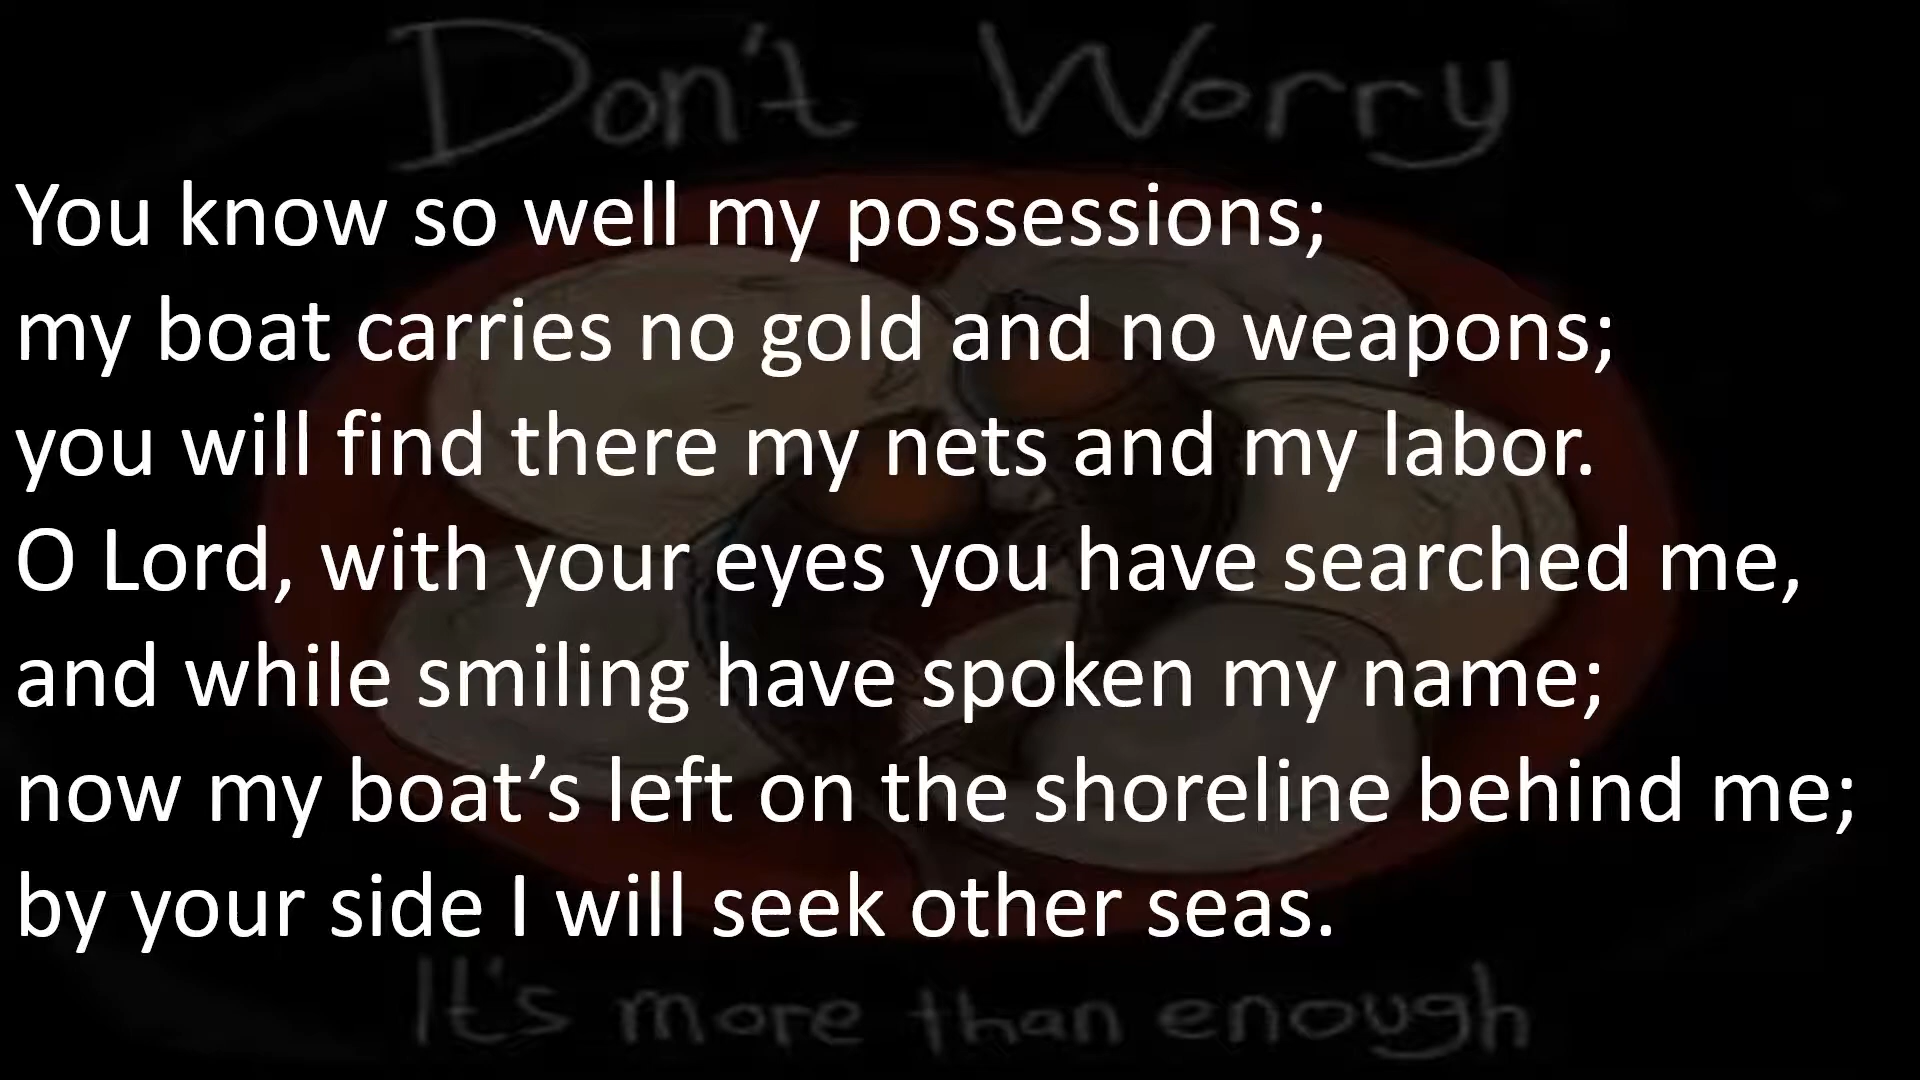 Don't Worry
You know so well my possessions;
my boat carries no gold and no weapons;
you will find there my nets and my labor.
O Lord, with your eyes you have searched me,
and while smiling have spoken my name;
now my boat’s left on the shoreline behind me;
by your side I will seek other seas.
It's more than enough